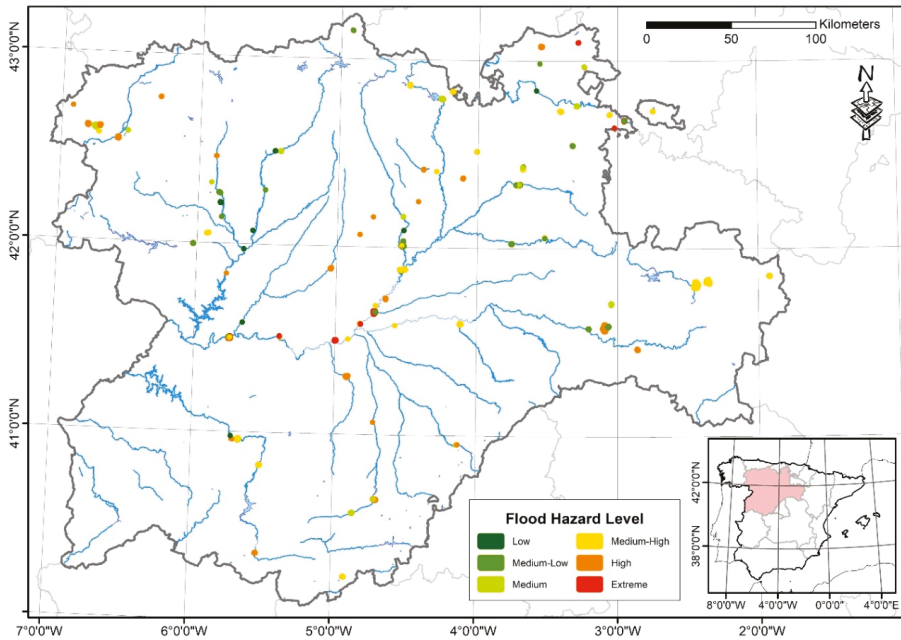 Kilometers
0 50 100
N
43°0'0"N
42°0'0"N
41°0'0"N
7°0'0"W 6°0'0"W 5°0'0"W 4°0'0"W 3°0'0"W 2°0'0"W
Flood Hazard Level
Low Medium-High
Medium-Low High
Medium Extreme
42°0'0"N
38°0'0"N
8°0'0"W 4°0'0"W 0°0'0" 4°0'0"E